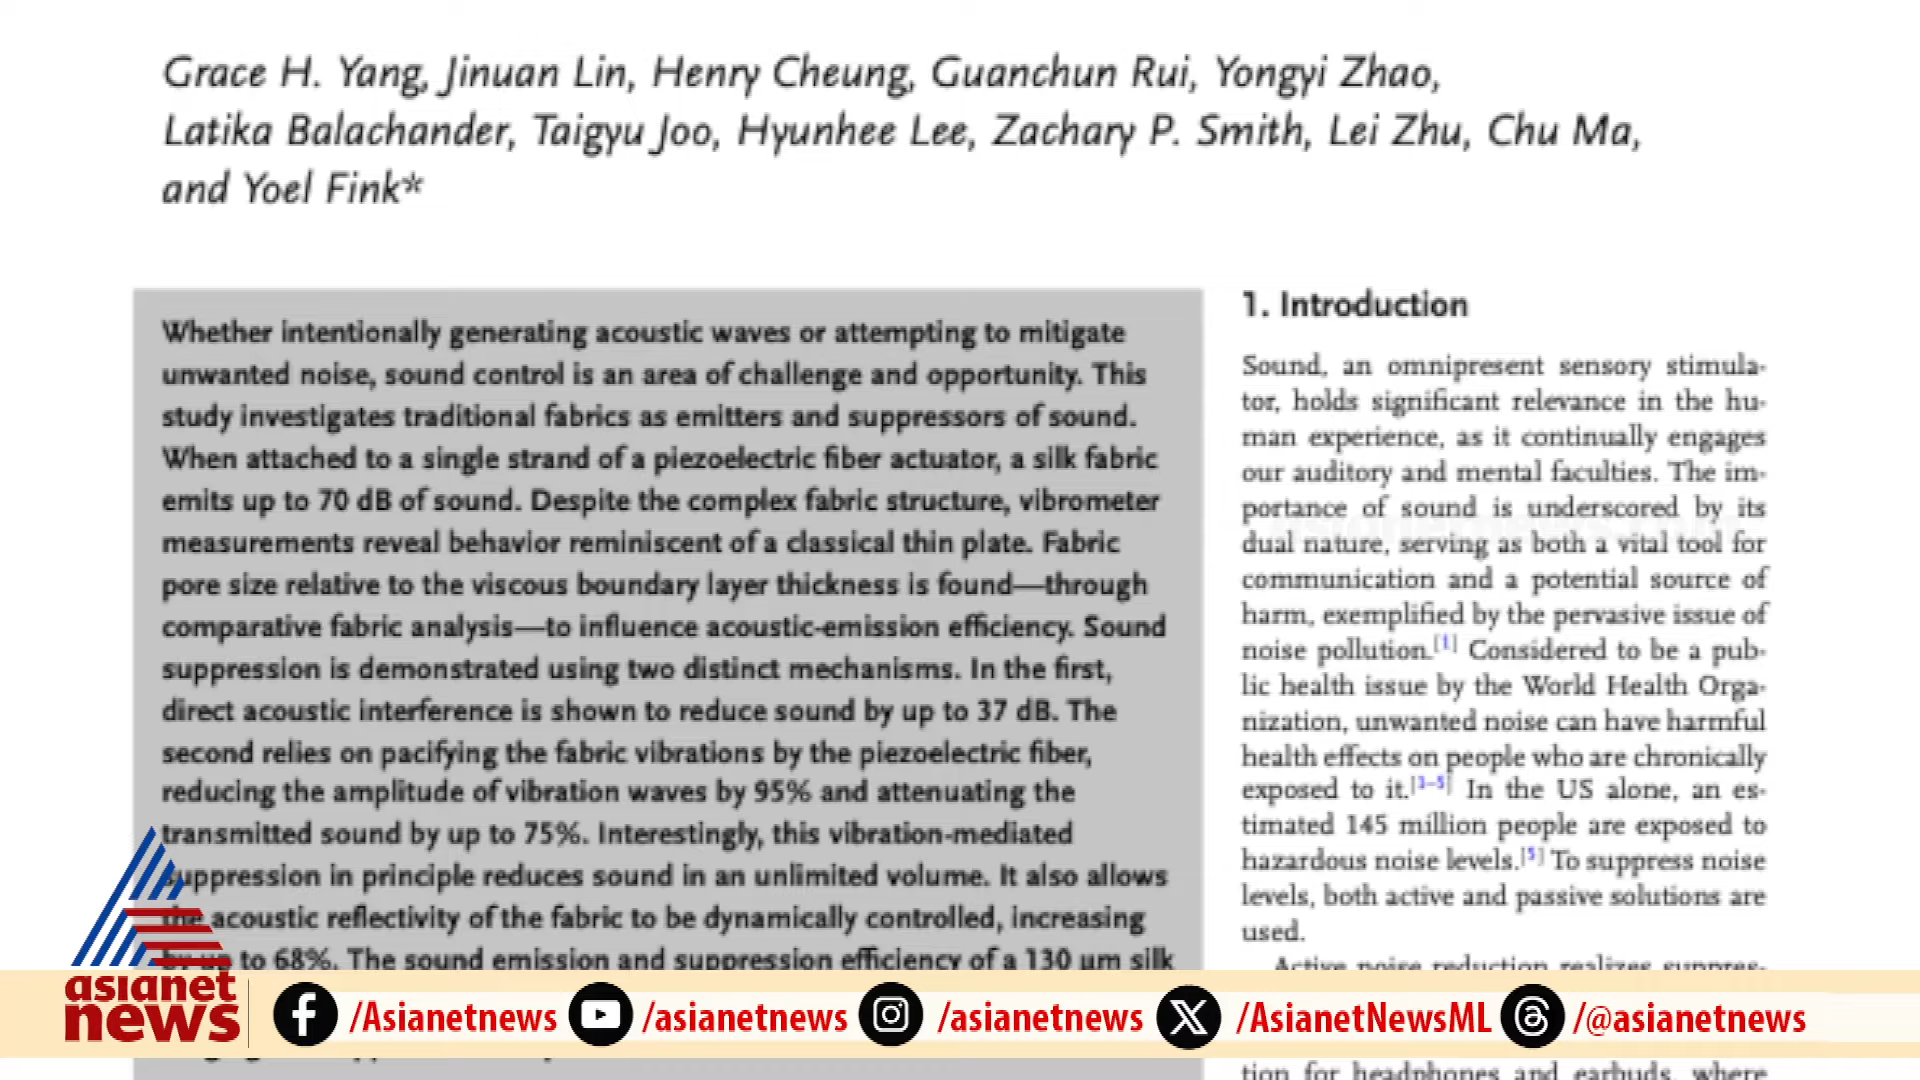 Grace H. Yang, Jinuan Lin, Henry Cheung, Guanchun Rui, Yongyi Zhao,
Latika Balachander, Taigyu Joo, Hyunhee Lee, Zachary P. Smith, Lei Zhu, Chu Ma,
and Yoel Fink*
Whether intentionally generating acoustic waves or attempting to mitigate
unwanted noise, sound control is an area of challenge and opportunity. This
study investigates traditional fabrics as emitters and suppressors of sound.
When attached to a single strand of a piezoelectric fiber actuator, a silk fabric
emits up to 70 dB of sound. Despite the complex fabric structure, vibrometer
measurements reveal behavior reminiscent of a classical thin plate. Fabric
pore size relative to the viscous boundary layer thickness is found—through
comparative fabric analysis—to influence acoustic-emission efficiency. Sound
suppression is demonstrated using two distinct mechanisms. In the first,
direct acoustic interference is shown to reduce sound by up to 37 dB. The
second relies on pacifying the fabric vibrations by the piezoelectric fiber,
reducing the amplitude of vibration waves by 95% and attenuating the
transmitted sound by up to 75%. Interestingly, this vibration-mediated
suppression in principle reduces sound in an unlimited volume. It also allows
the acoustic reflectivity of the fabric to be dynamically controlled, increasing
by up to 68%. The sound emission and suppression efficiency of a 130 μm silk
1. Introduction
Sound, an omnipresent sensory stimula-
tor, holds significant relevance in the hu-
man experience, as it continually engages
our auditory and mental faculties. The im-
portance of sound is underscored by its
dual nature, serving as both a vital tool for
communication and a potential source of
harm, exemplified by the pervasive issue of
noise pollution.[1] Considered to be a pub-
lic health issue by the World Health Orga-
nization, unwanted noise can have harmful
health effects on people who are chronically
exposed to it.[3–5] In the US alone, an es-
timated 145 million people are exposed to
hazardous noise levels.[5] To suppress noise
levels, both active and passive solutions are
used.
Active noise reduction realizes suppres-
tion for headphones and earbuds, where
asianet
news
/Asianetnews /asianetnews /asianetnews /AsianetNewsML /@asianetnews